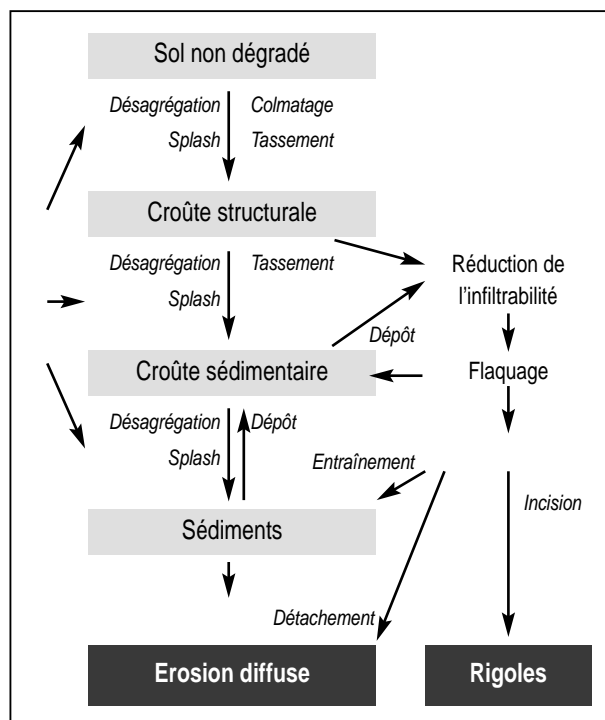 Sol non dégradé
Désagrégation Colmatage
Splash Tassement
Croûte structurale
Désagrégation Tassement
Splash
Réduction de
l'infiltrabilité
Dépôt
Croûte sédimentaire
Flaquage
Désagrégation Dépôt
Splash
Entraînement
Sédiments
Incision
Détachement
Erosion diffuse
Rigoles